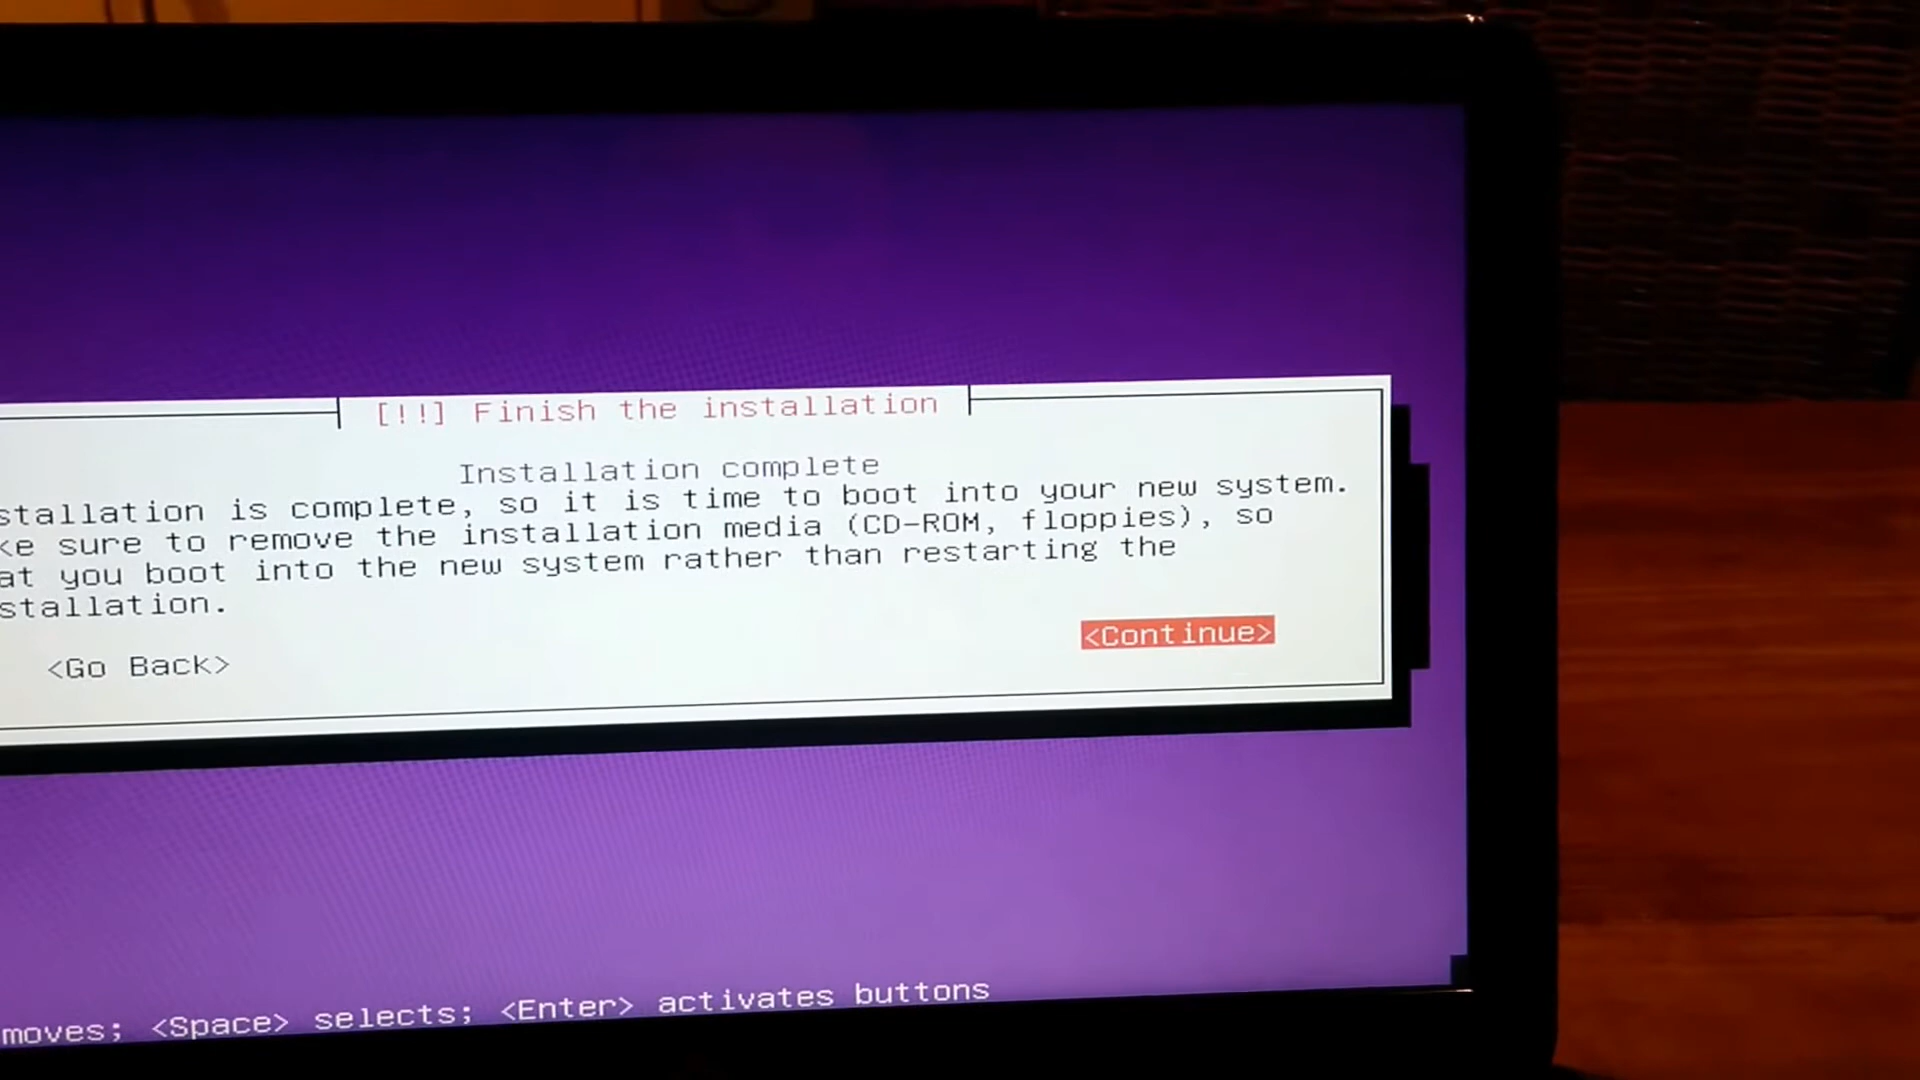 [!!] Finish the installation
Installation complete
stallation is complete, so it is time to boot into your new system.
ke sure to remove the installation media (CD-ROM, floppies), so
at you boot into the new system rather than restarting the
stallation.
<Continue>
<Go Back>
moves; <Space> selects; <Enter> activates buttons